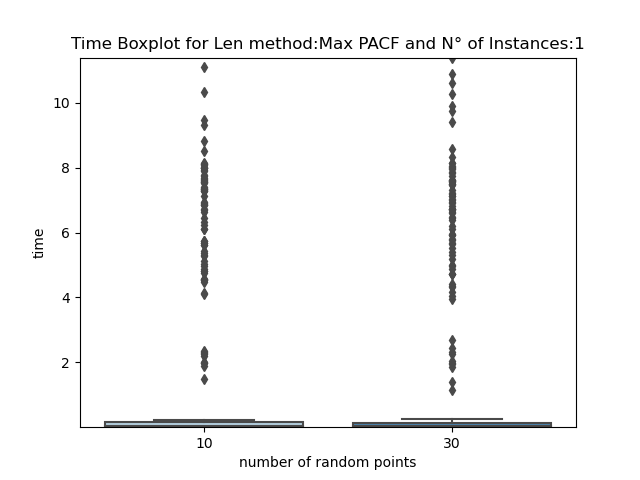 Time Boxplot for Len method:Max PACF and N° of Instances:1
10
8
6
4
2
time
10 30
number of random points